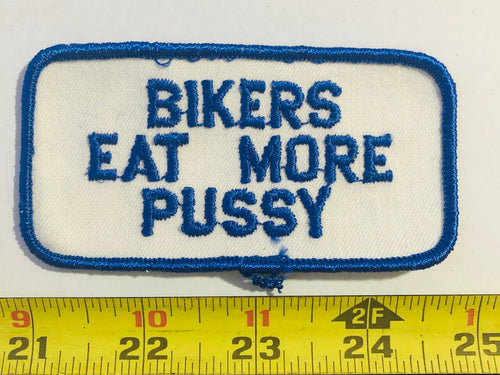 BIKERS
EAT MORE
PUSSY
9 10 11 2F 1
21 22 23 24 25